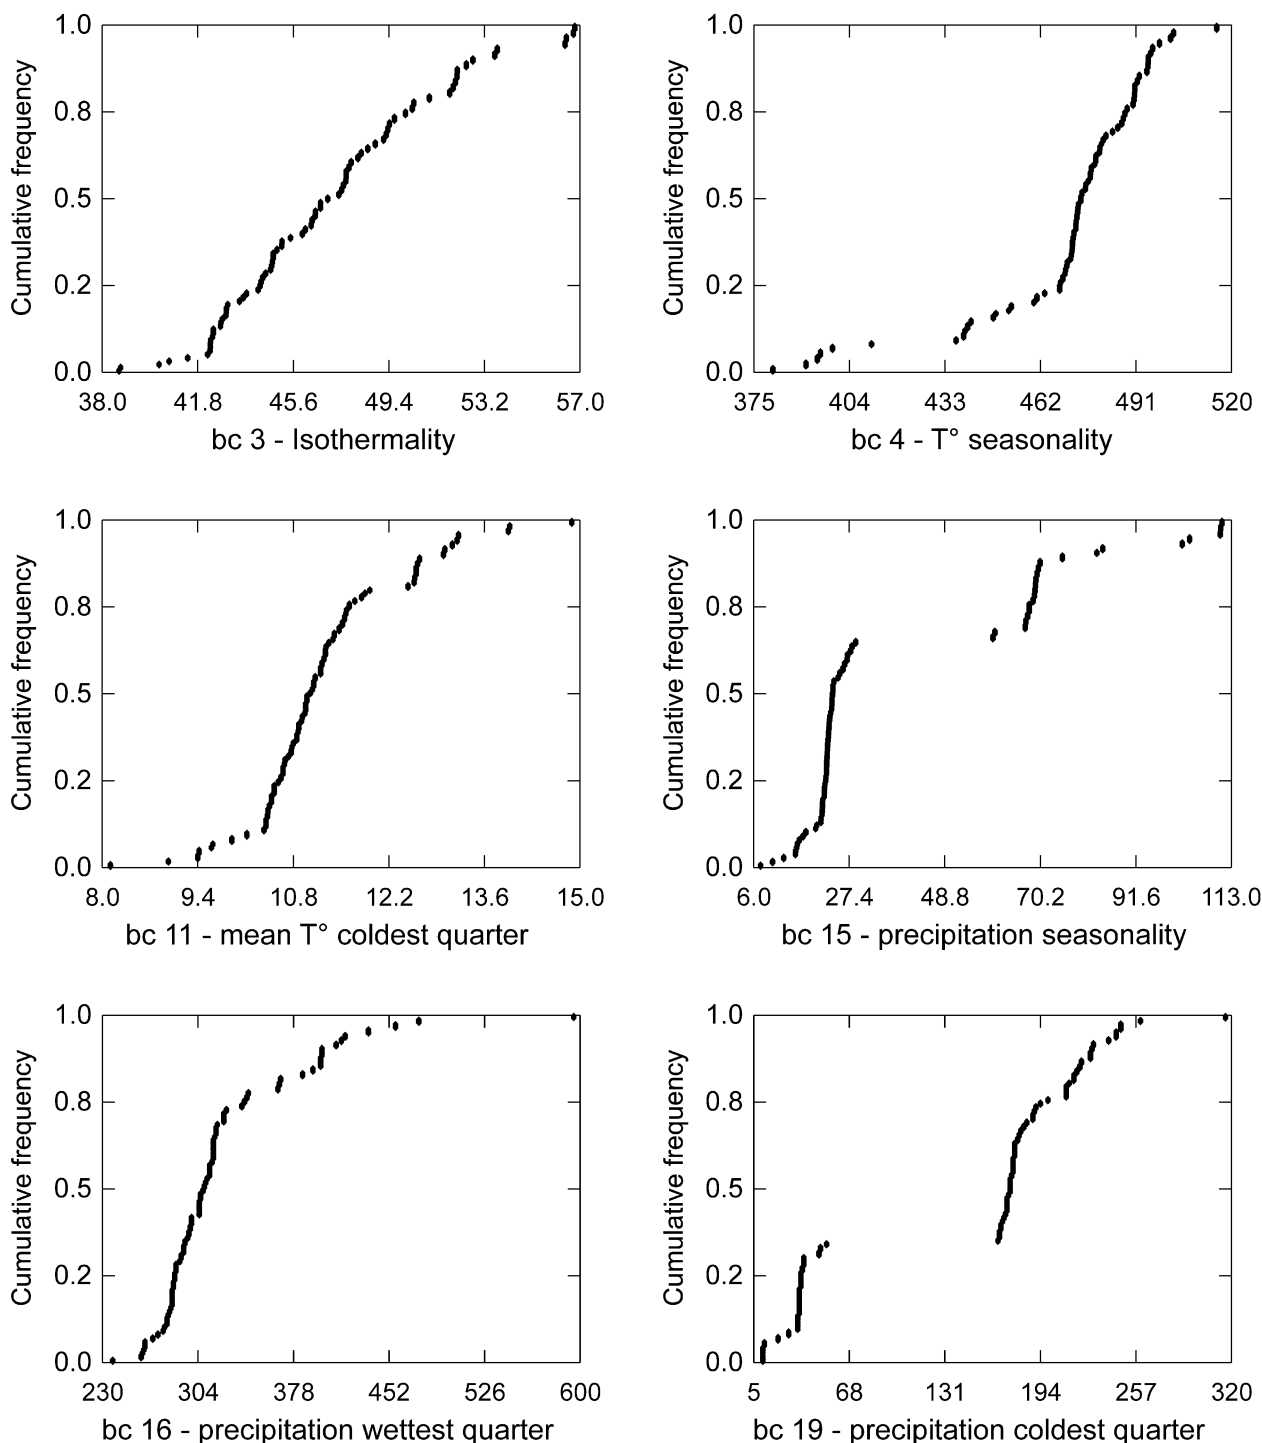 1.0 1.0
0.8 0.8
0.5 0.5
0.2 0.2
0.0 0.0
Cumulative frequency Cumulative frequency
38.0 41.8 45.6 49.4 53.2 57.0 375 404 433 462 491 520
bc 3 - Isothermality bc 4 - T° seasonality
1.0 1.0
0.8 0.8
0.5 0.5
0.2 0.2
0.0 0.0
Cumulative frequency Cumulative frequency
8.0 9.4 10.8 12.2 13.6 15.0 6.0 27.4 48.8 70.2 91.6 113.0
bc 11 - mean T° coldest quarter bc 15 - precipitation seasonality
1.0 1.0
0.8 0.8
0.5 0.5
0.2 0.2
0.0 0.0
Cumulative frequency Cumulative frequency
230 304 378 452 526 600 5 68 131 194 257 320
bc 16 - precipitation wettest quarter bc 19 - precipitation coldest quarter